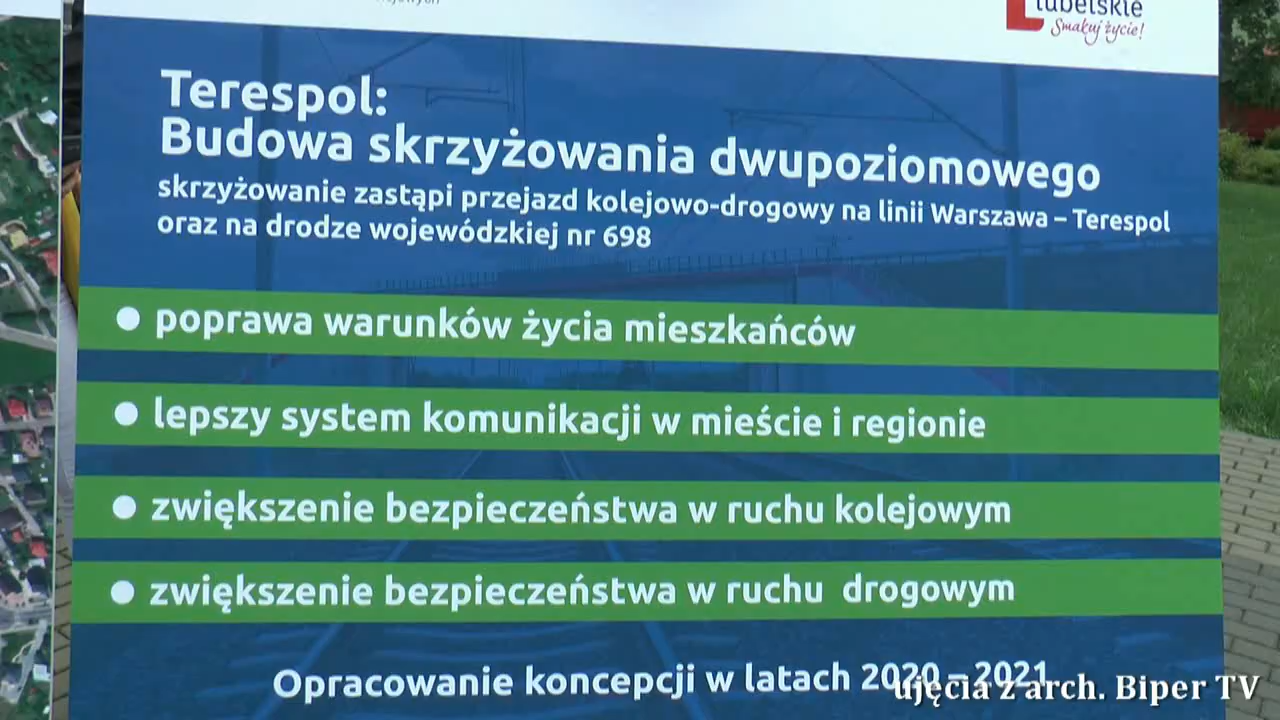 lubelskie
Smakuj życie!
Terespol:
Budowa skrzyżowania dwupoziomowego
skrzyżowanie zastąpi przejazd kolejowo-drogowy na linii Warszawa – Terespol
oraz na drodze wojewódzkiej nr 698
● poprawa warunków życia mieszkańców
● lepszy system komunikacji w mieście i regionie
● zwiększenie bezpieczeństwa w ruchu kolejowym
● zwiększenie bezpieczeństwa w ruchu drogowym
Opracowanie koncepcji w latach 2020 – 2021
ujęcia z arch. Biper TV